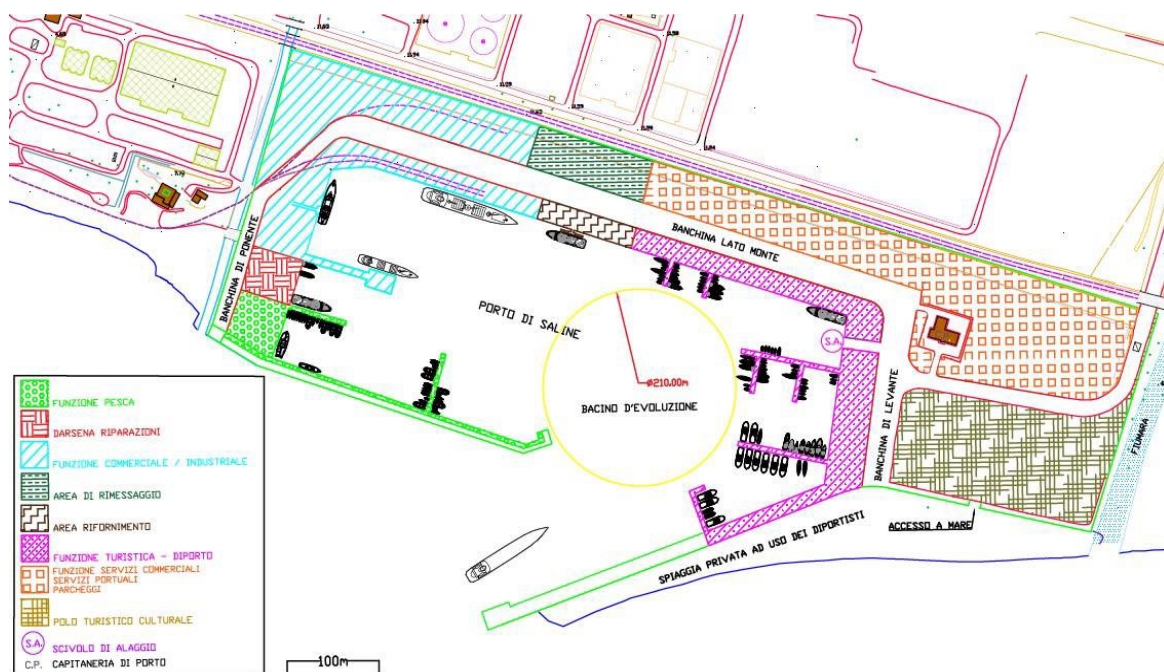 BANCHINA LATO MONTE
BANCHINA DI PONENTE
PORTO DI SALINE
S.A.
Ø210.00m
BACINO D'EVOLUZIONE
BANCHINA DI LEVANTE
FIUMARA
ACCESSO A MARE
SPIAGGIA PRIVATA AD USO DEI DIPORTISTI
FUNZIONE PESCA
DARSENA RIPARAZIONI
FUNZIONE COMMERCIALE / INDUSTRIALE
AREA DI RIMESSAGGIO
AREA RIFORNIMENTO
FUNZIONE TURISTICA - DIPORTO
FUNZIONE SERVIZI COMMERCIALI
SERVIZI PORTUALI
PARCHEGGI
POLO TURISTICO CULTURALE
S.A. SCIVOLO DI ALAGGIO
C.P. CAPITANERIA DI PORTO
100m